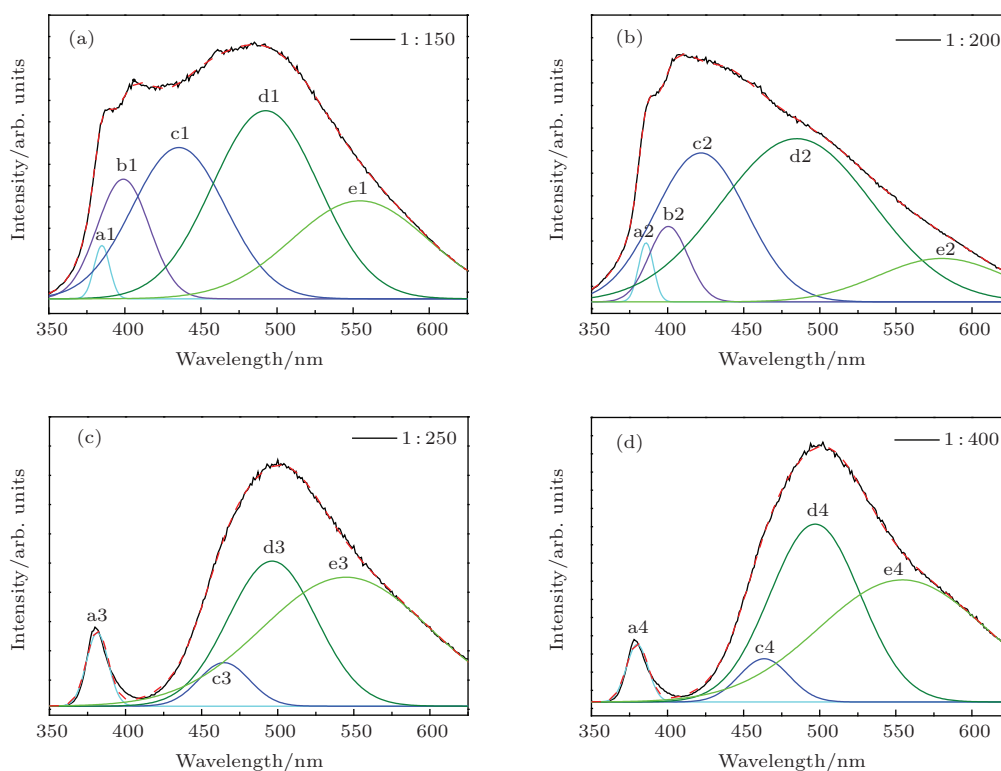 (a)
1:150
Intensity/arb. units
a1
b1
c1
d1
e1
350 400 450 500 550 600
Wavelength/nm
(b)
1:200
Intensity/arb. units
a2
b2
c2
d2
e2
350 400 450 500 550 600
Wavelength/nm
(c)
1:250
Intensity/arb. units
a3
c3
d3
e3
350 400 450 500 550 600
Wavelength/nm
(d)
1:400
Intensity/arb. units
a4
c4
d4
e4
350 400 450 500 550 600
Wavelength/nm